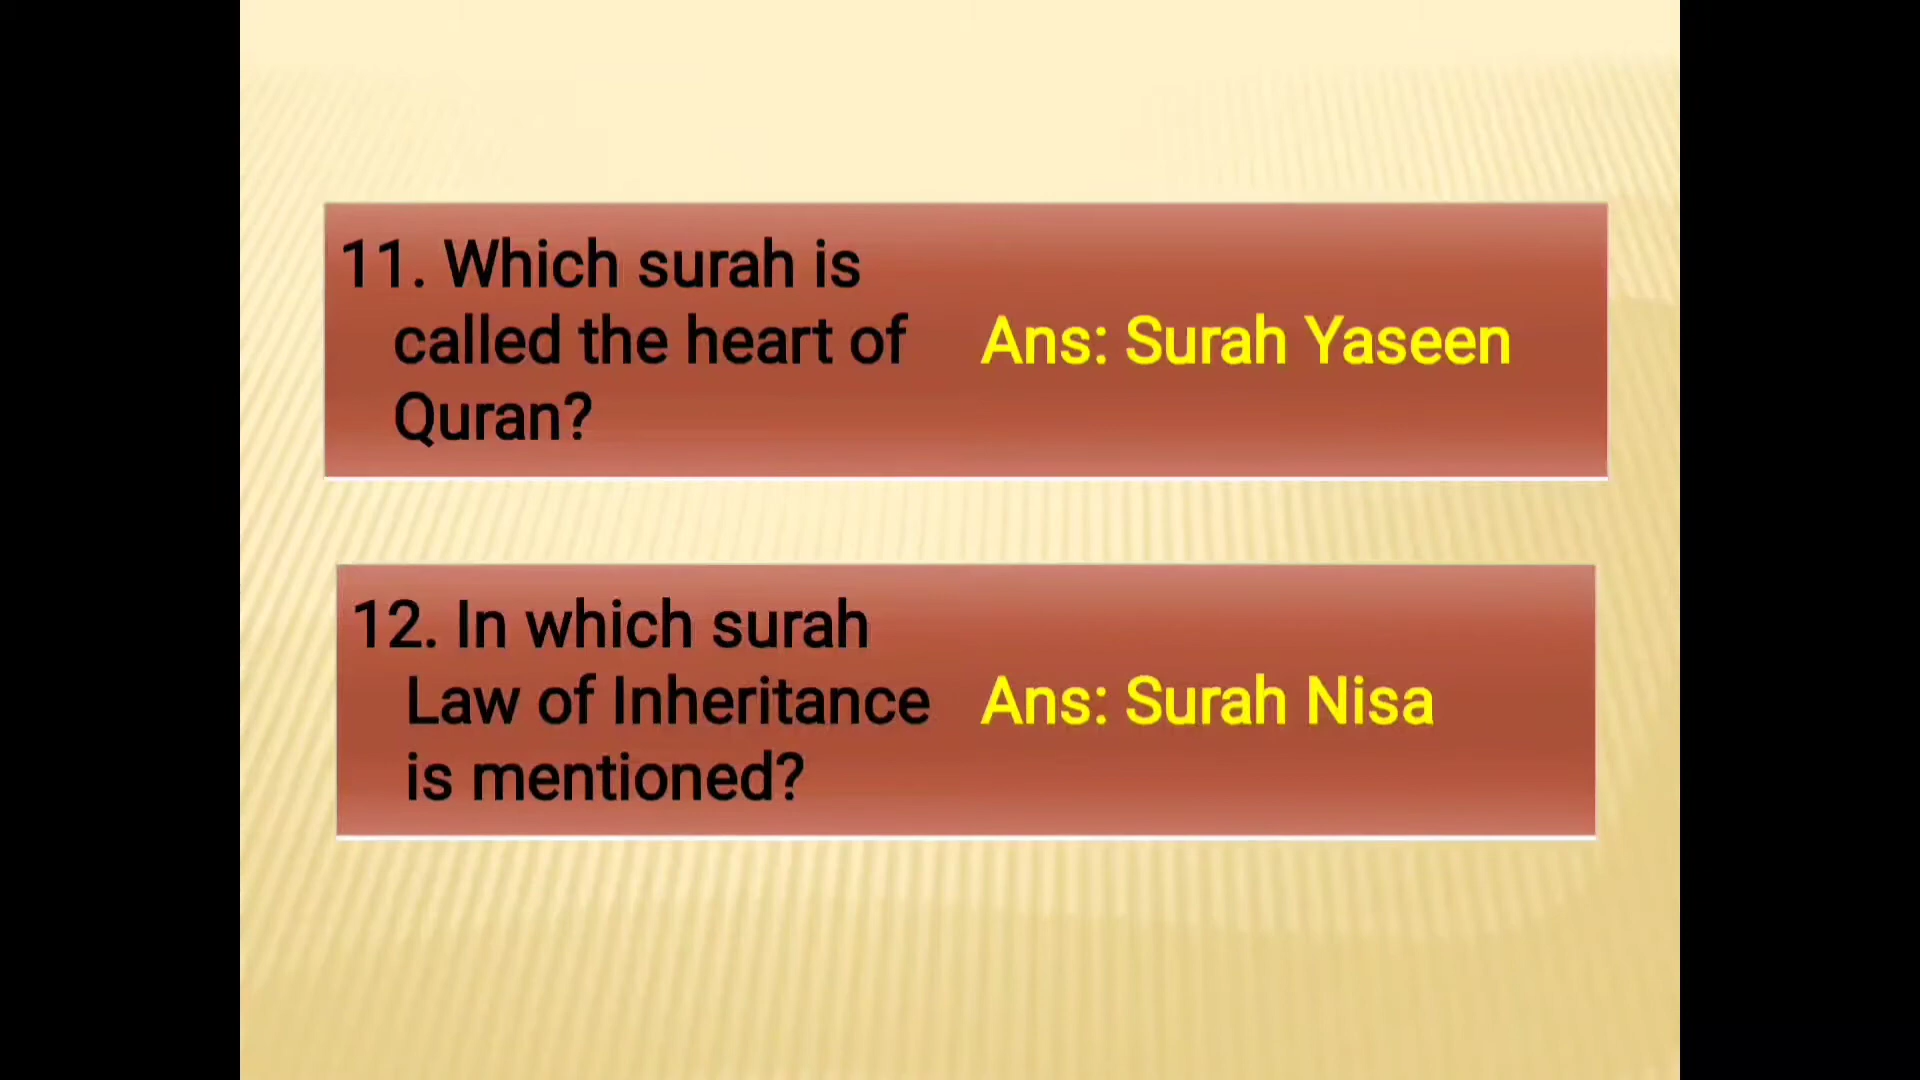 11. Which surah is
called the heart of
Quran?
Ans: Surah Yaseen
12. In which surah
Law of Inheritance
is mentioned?
Ans: Surah Nisa